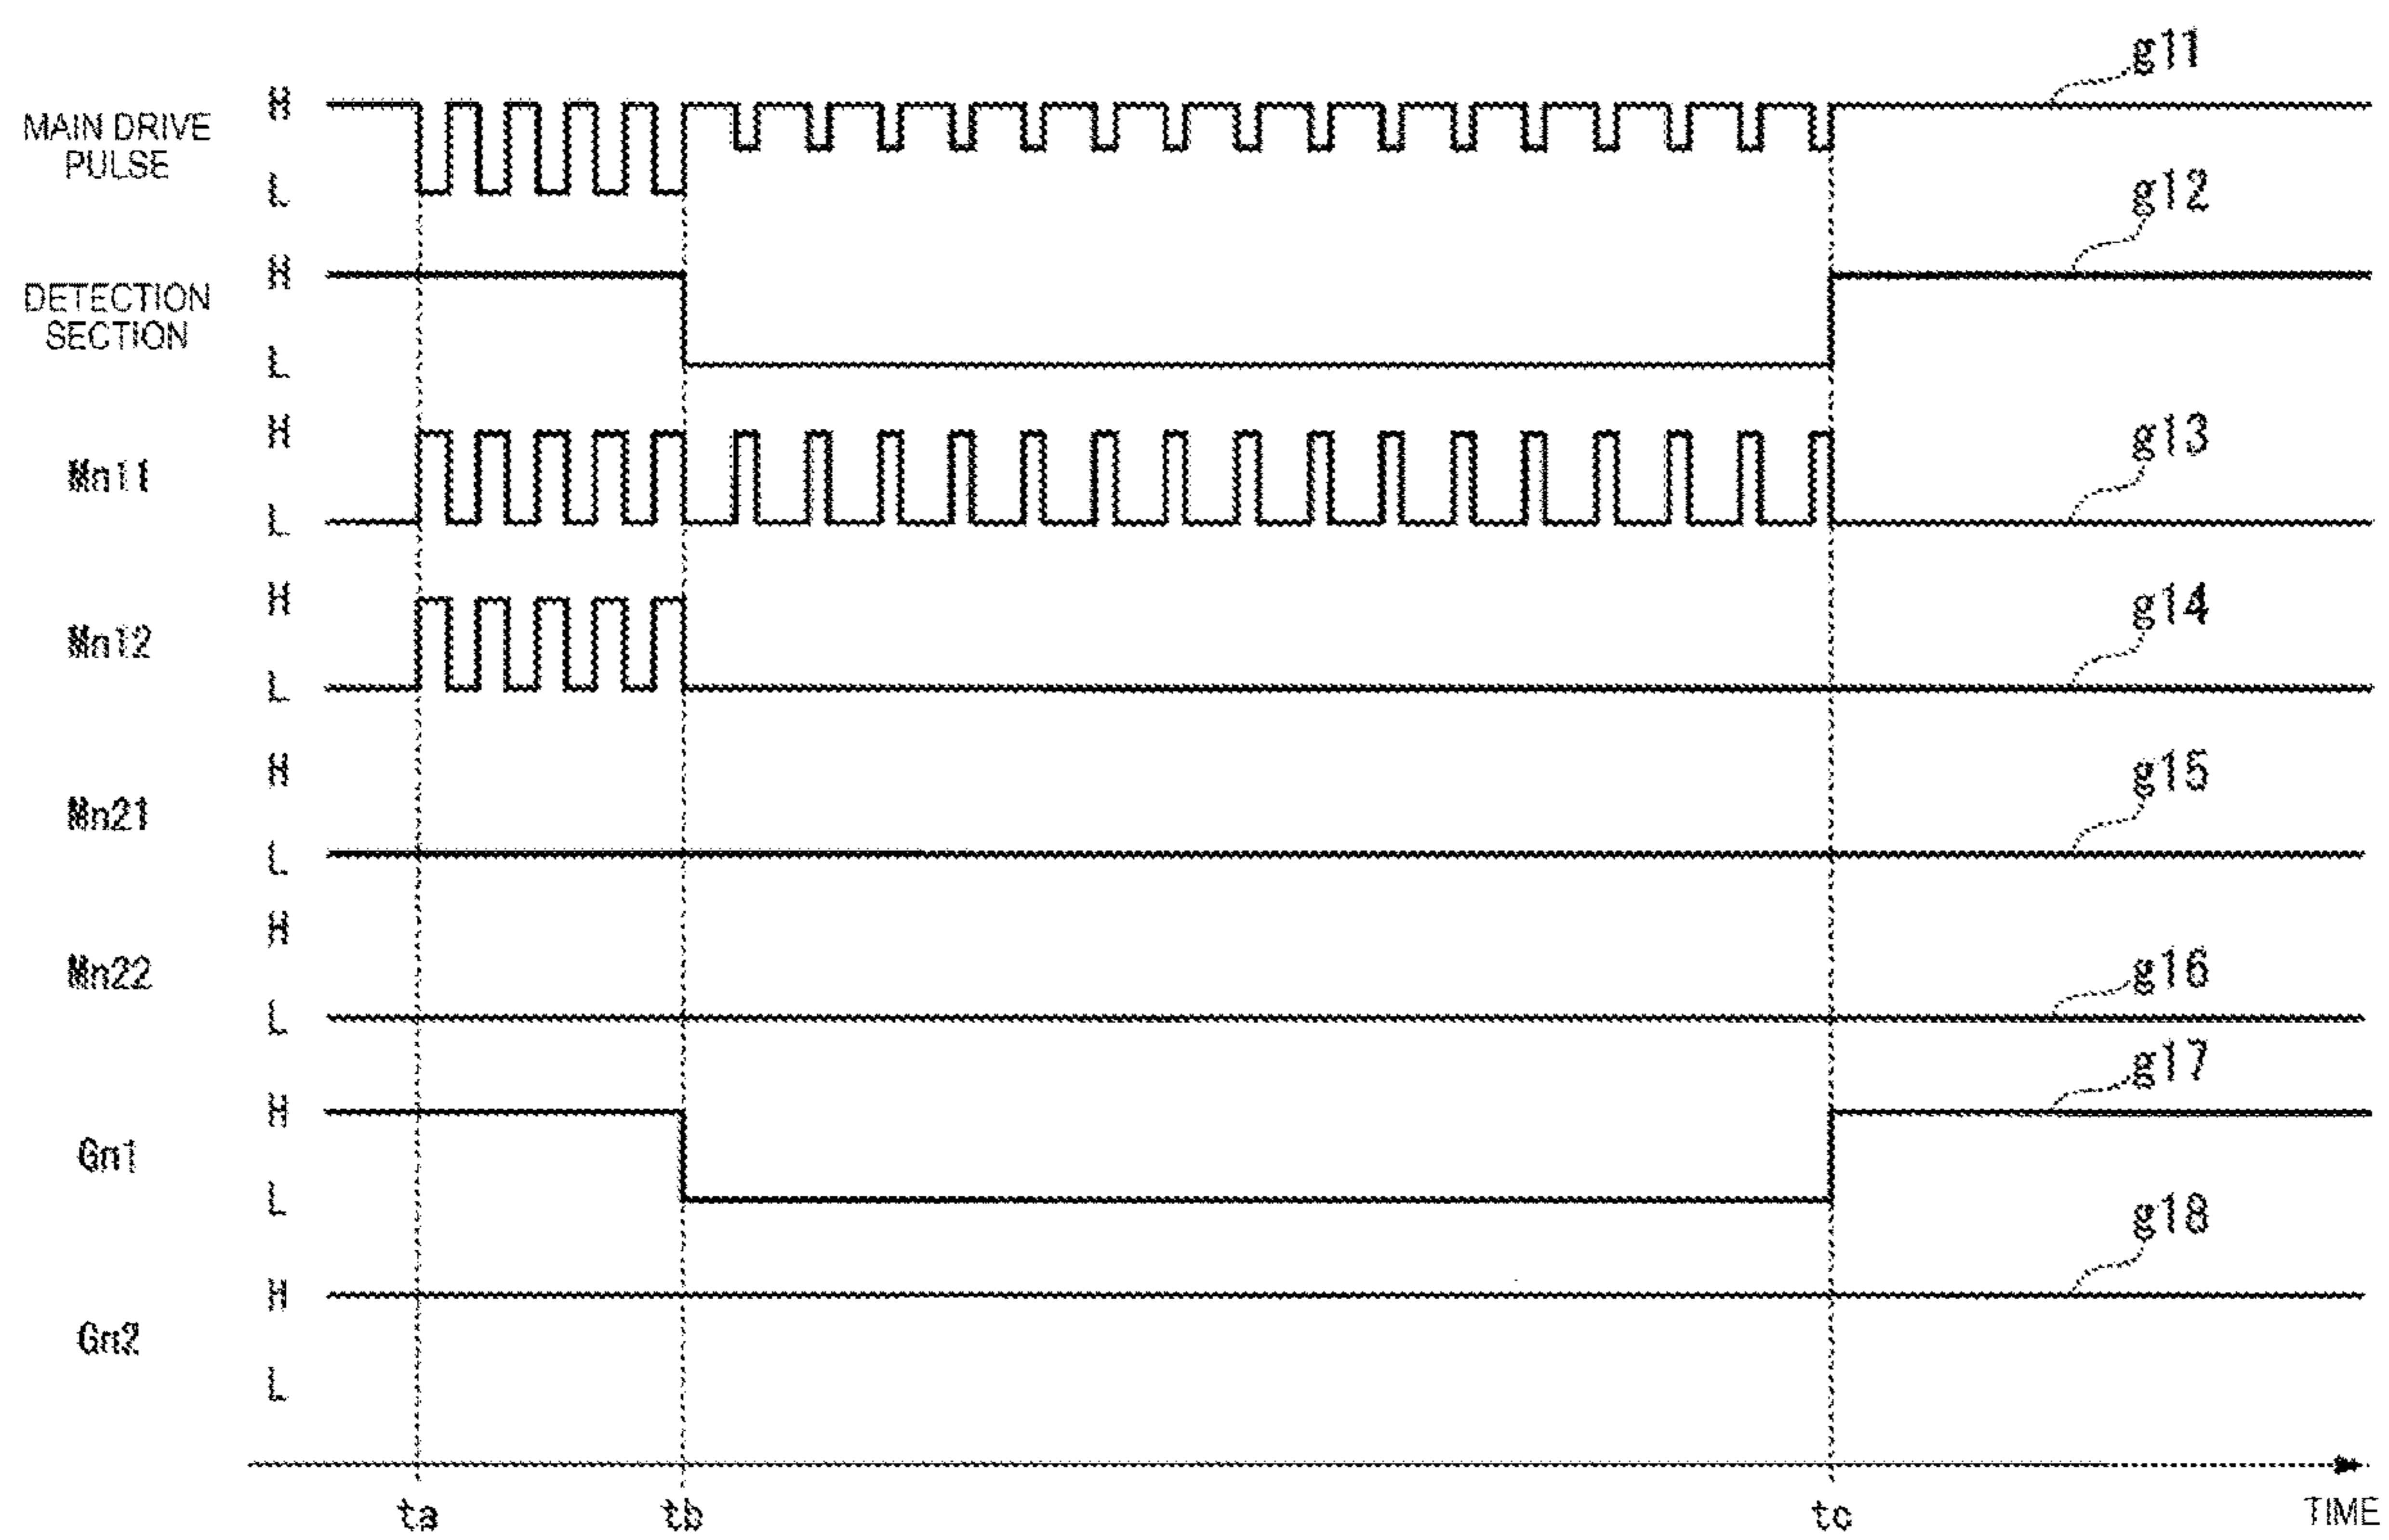 g11
H
MAIN DRIVE
PULSE
L
g12
H
DETECTION
SECTION
L
H
g13
Mn11
L
H
g14
Mn12
L
H
g15
Mn21
L
H
g16
Mn22
L
g17
H
Gn1
L
g18
H
Gn2
L
ta tb tc TIME